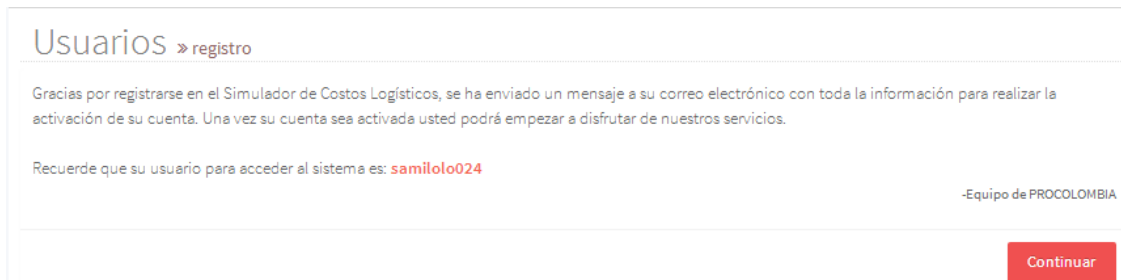 Usuarios » registro
Gracias por registrarse en el Simulador de Costos Logísticos, se ha enviado un mensaje a su correo electrónico con toda la información para realizar la
activación de su cuenta. Una vez su cuenta sea activada usted podrá empezar a disfrutar de nuestros servicios.
Recuerde que su usuario para acceder al sistema es: samilolo024
-Equipo de PROCOLOMBIA
Continuar